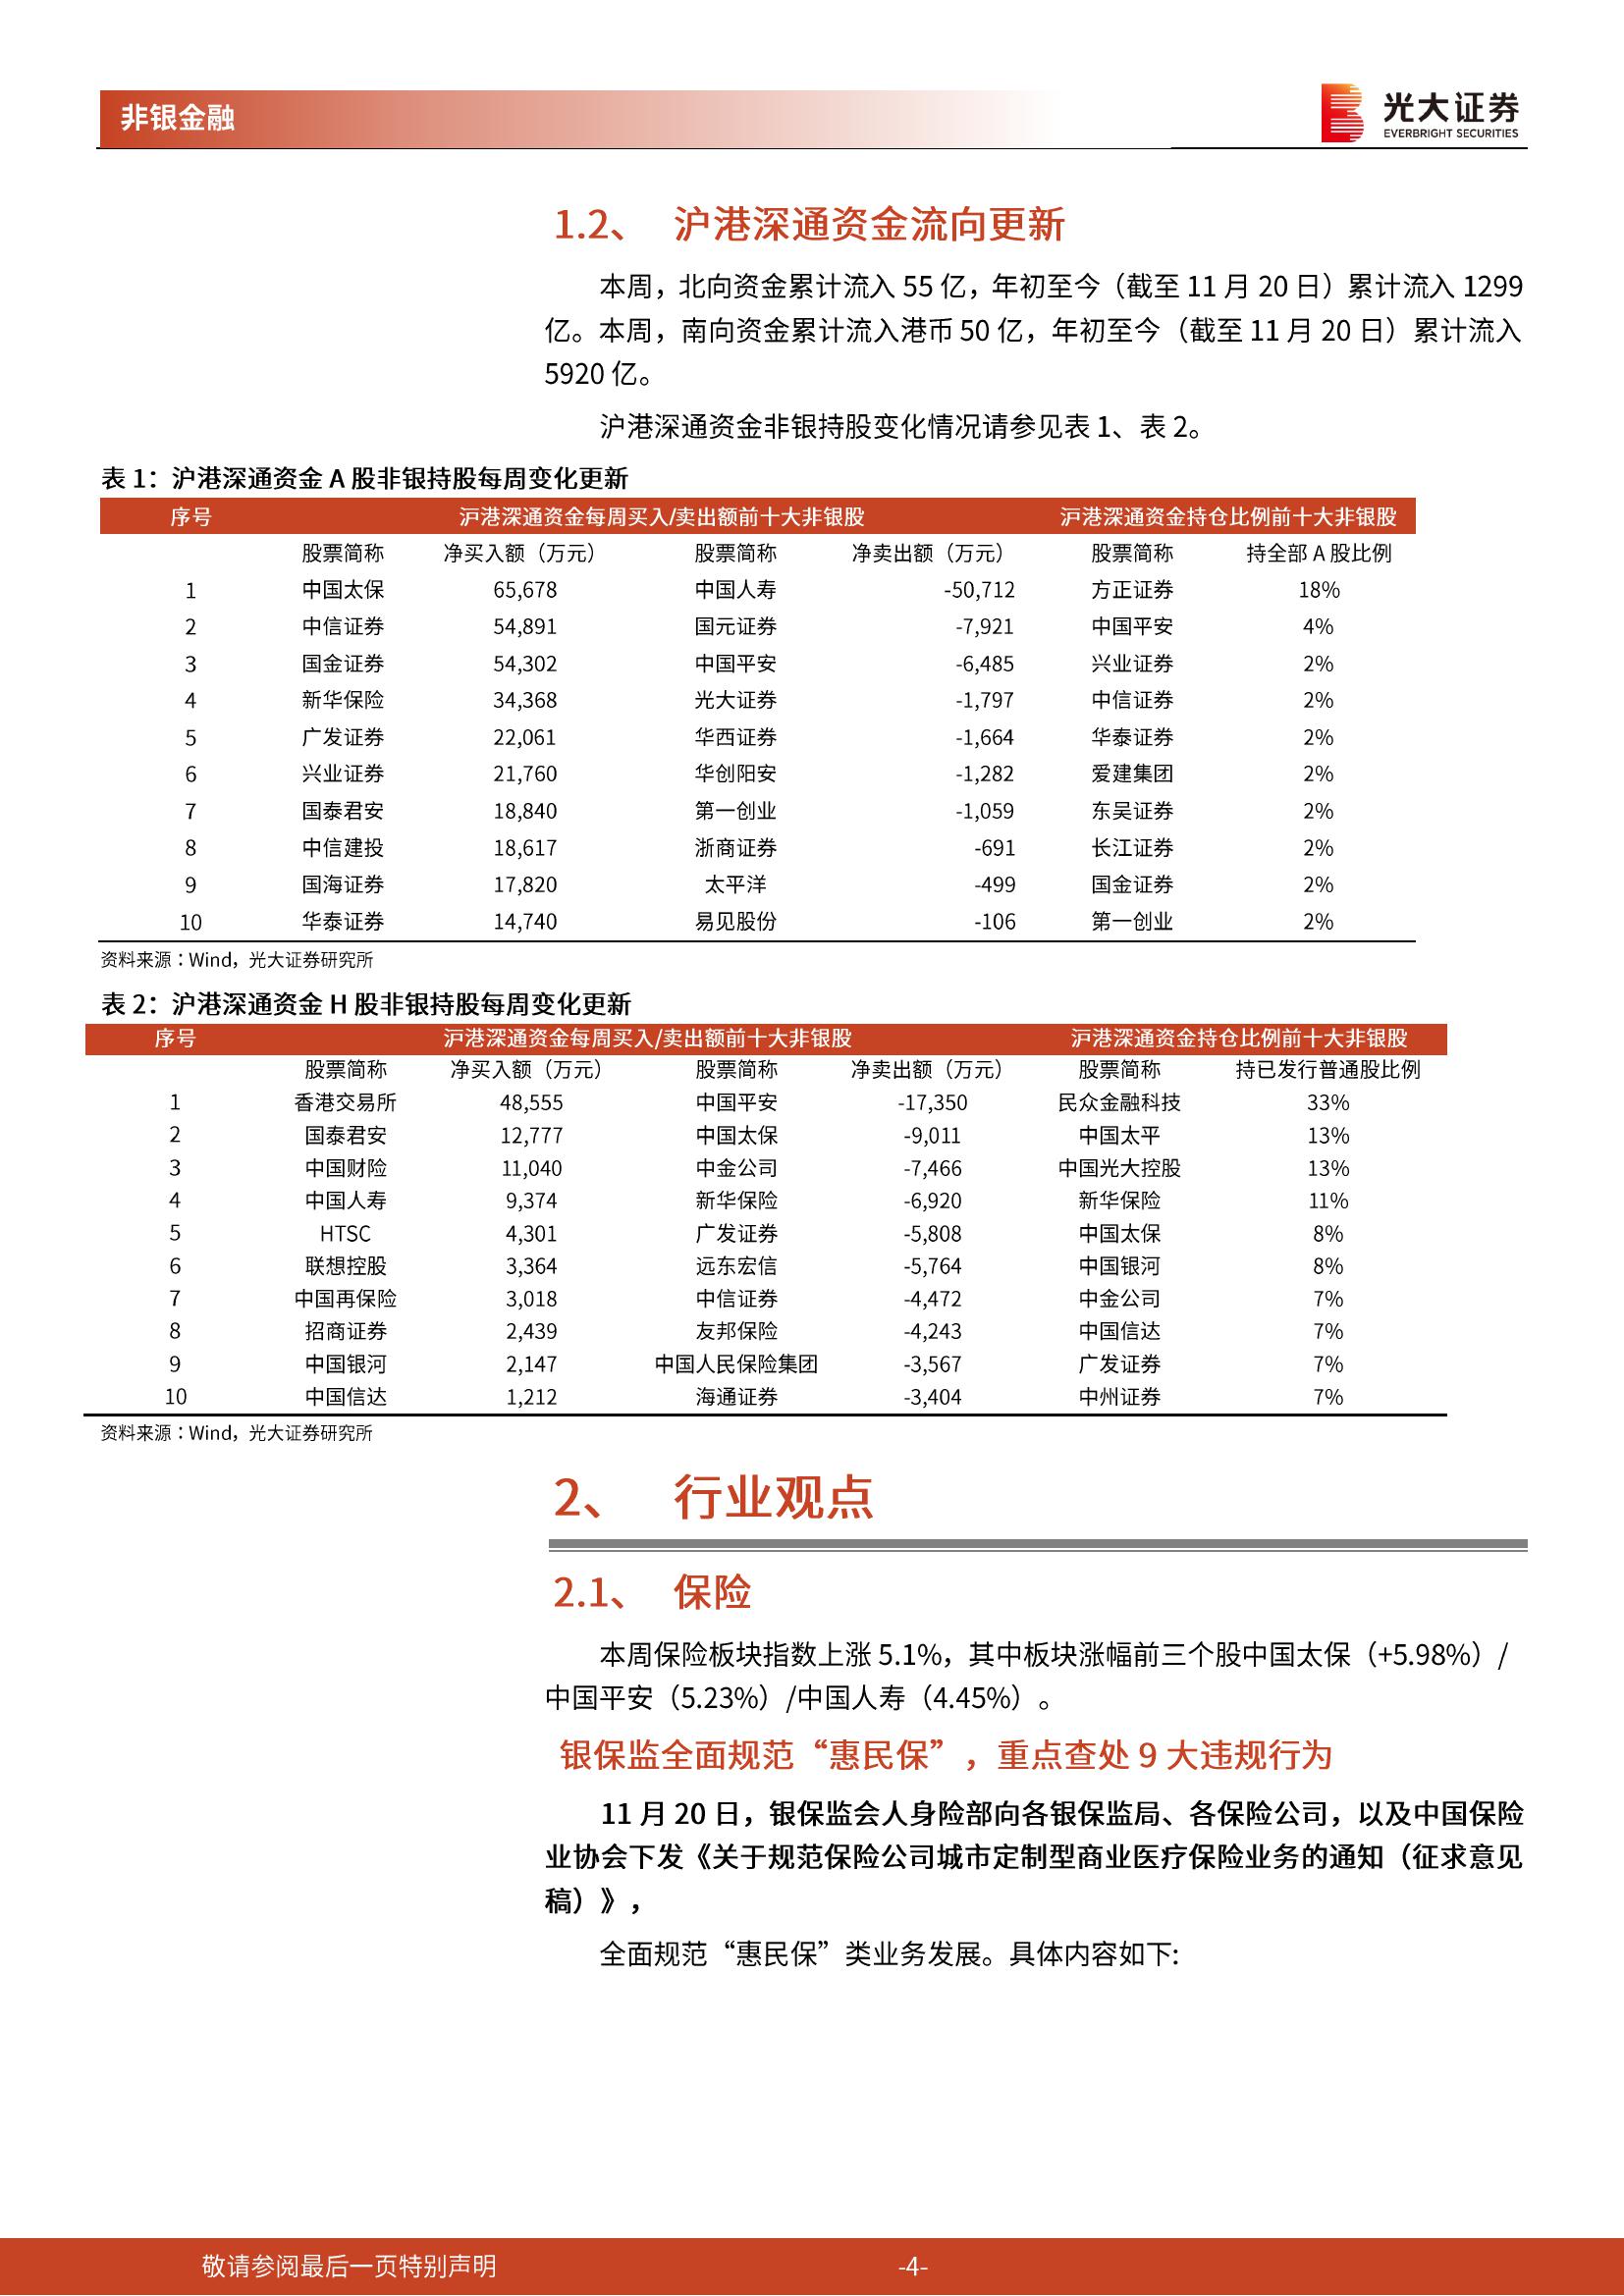 非银金融
光大证券
EVERBRIGHT SECURITIES
1.2、 沪港深通资金流向更新
本周，北向资金累计流入 55 亿，年初至今（截至 11 月 20 日）累计流入 1299
亿。本周，南向资金累计流入港币 50 亿，年初至今（截至 11 月 20 日）累计流入
5920 亿。
沪港深通资金非银持股变化情况请参见表 1、表 2。
表 1：沪港深通资金 A 股非银持股每周变化更新
序号 沪港深通资金每周买入/卖出额前十大非银股 沪港深通资金持仓比例前十大非银股
股票简称 净买入额（万元） 股票简称 净卖出额（万元） 股票简称 持全部 A 股比例
1 中国太保 65,678 中国人寿 -50,712 方正证券 18%
2 中信证券 54,891 国元证券 -7,921 中国平安 4%
3 国金证券 54,302 中国平安 -6,485 兴业证券 2%
4 新华保险 34,368 光大证券 -1,797 中信证券 2%
5 广发证券 22,061 华西证券 -1,664 华泰证券 2%
6 兴业证券 21,760 华创阳安 -1,282 爱建集团 2%
7 国泰君安 18,840 第一创业 -1,059 东吴证券 2%
8 中信建投 18,617 浙商证券 -691 长江证券 2%
9 国海证券 17,820 太平洋 -499 国金证券 2%
10 华泰证券 14,740 易见股份 -106 第一创业 2%
资料来源：Wind，光大证券研究所
表 2：沪港深通资金 H 股非银持股每周变化更新
序号 沪港深通资金每周买入/卖出额前十大非银股 沪港深通资金持仓比例前十大非银股
股票简称 净买入额（万元） 股票简称 净卖出额（万元） 股票简称 持已发行普通股比例
1 香港交易所 48,555 中国平安 -17,350 民众金融科技 33%
2 国泰君安 12,777 中国太保 -9,011 中国太平 13%
3 中国财险 11,040 中金公司 -7,466 中国光大控股 13%
4 中国人寿 9,374 新华保险 -6,920 新华保险 11%
5 HTSC 4,301 广发证券 -5,808 中国太保 8%
6 联想控股 3,364 远东宏信 -5,764 中国银河 8%
7 中国再保险 3,018 中信证券 -4,472 中金公司 7%
8 招商证券 2,439 友邦保险 -4,243 中国信达 7%
9 中国银河 2,147 中国人民保险集团 -3,567 广发证券 7%
10 中国信达 1,212 海通证券 -3,404 中州证券 7%
资料来源：Wind，光大证券研究所
2、 行业观点
2.1、 保险
本周保险板块指数上涨 5.1%，其中板块涨幅前三个股中国太保（+5.98%）/
中国平安（5.23%）/中国人寿（4.45%）。
银保监全面规范“惠民保”，重点查处 9 大违规行为
11 月 20 日，银保监会人身险部向各银保监局、各保险公司，以及中国保险
业协会下发《关于规范保险公司城市定制型商业医疗保险业务的通知（征求意见
稿）》，
全面规范“惠民保”类业务发展。具体内容如下:
敬请参阅最后一页特别声明 -4-